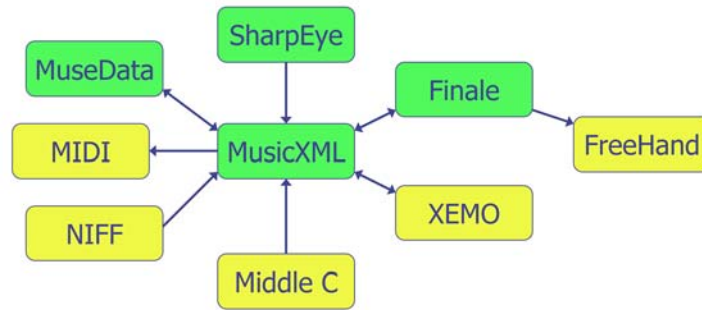 SharpEye
MuseData
Finale
MIDI
MusicXML
FreeHand
NIFF
XEMO
Middle C